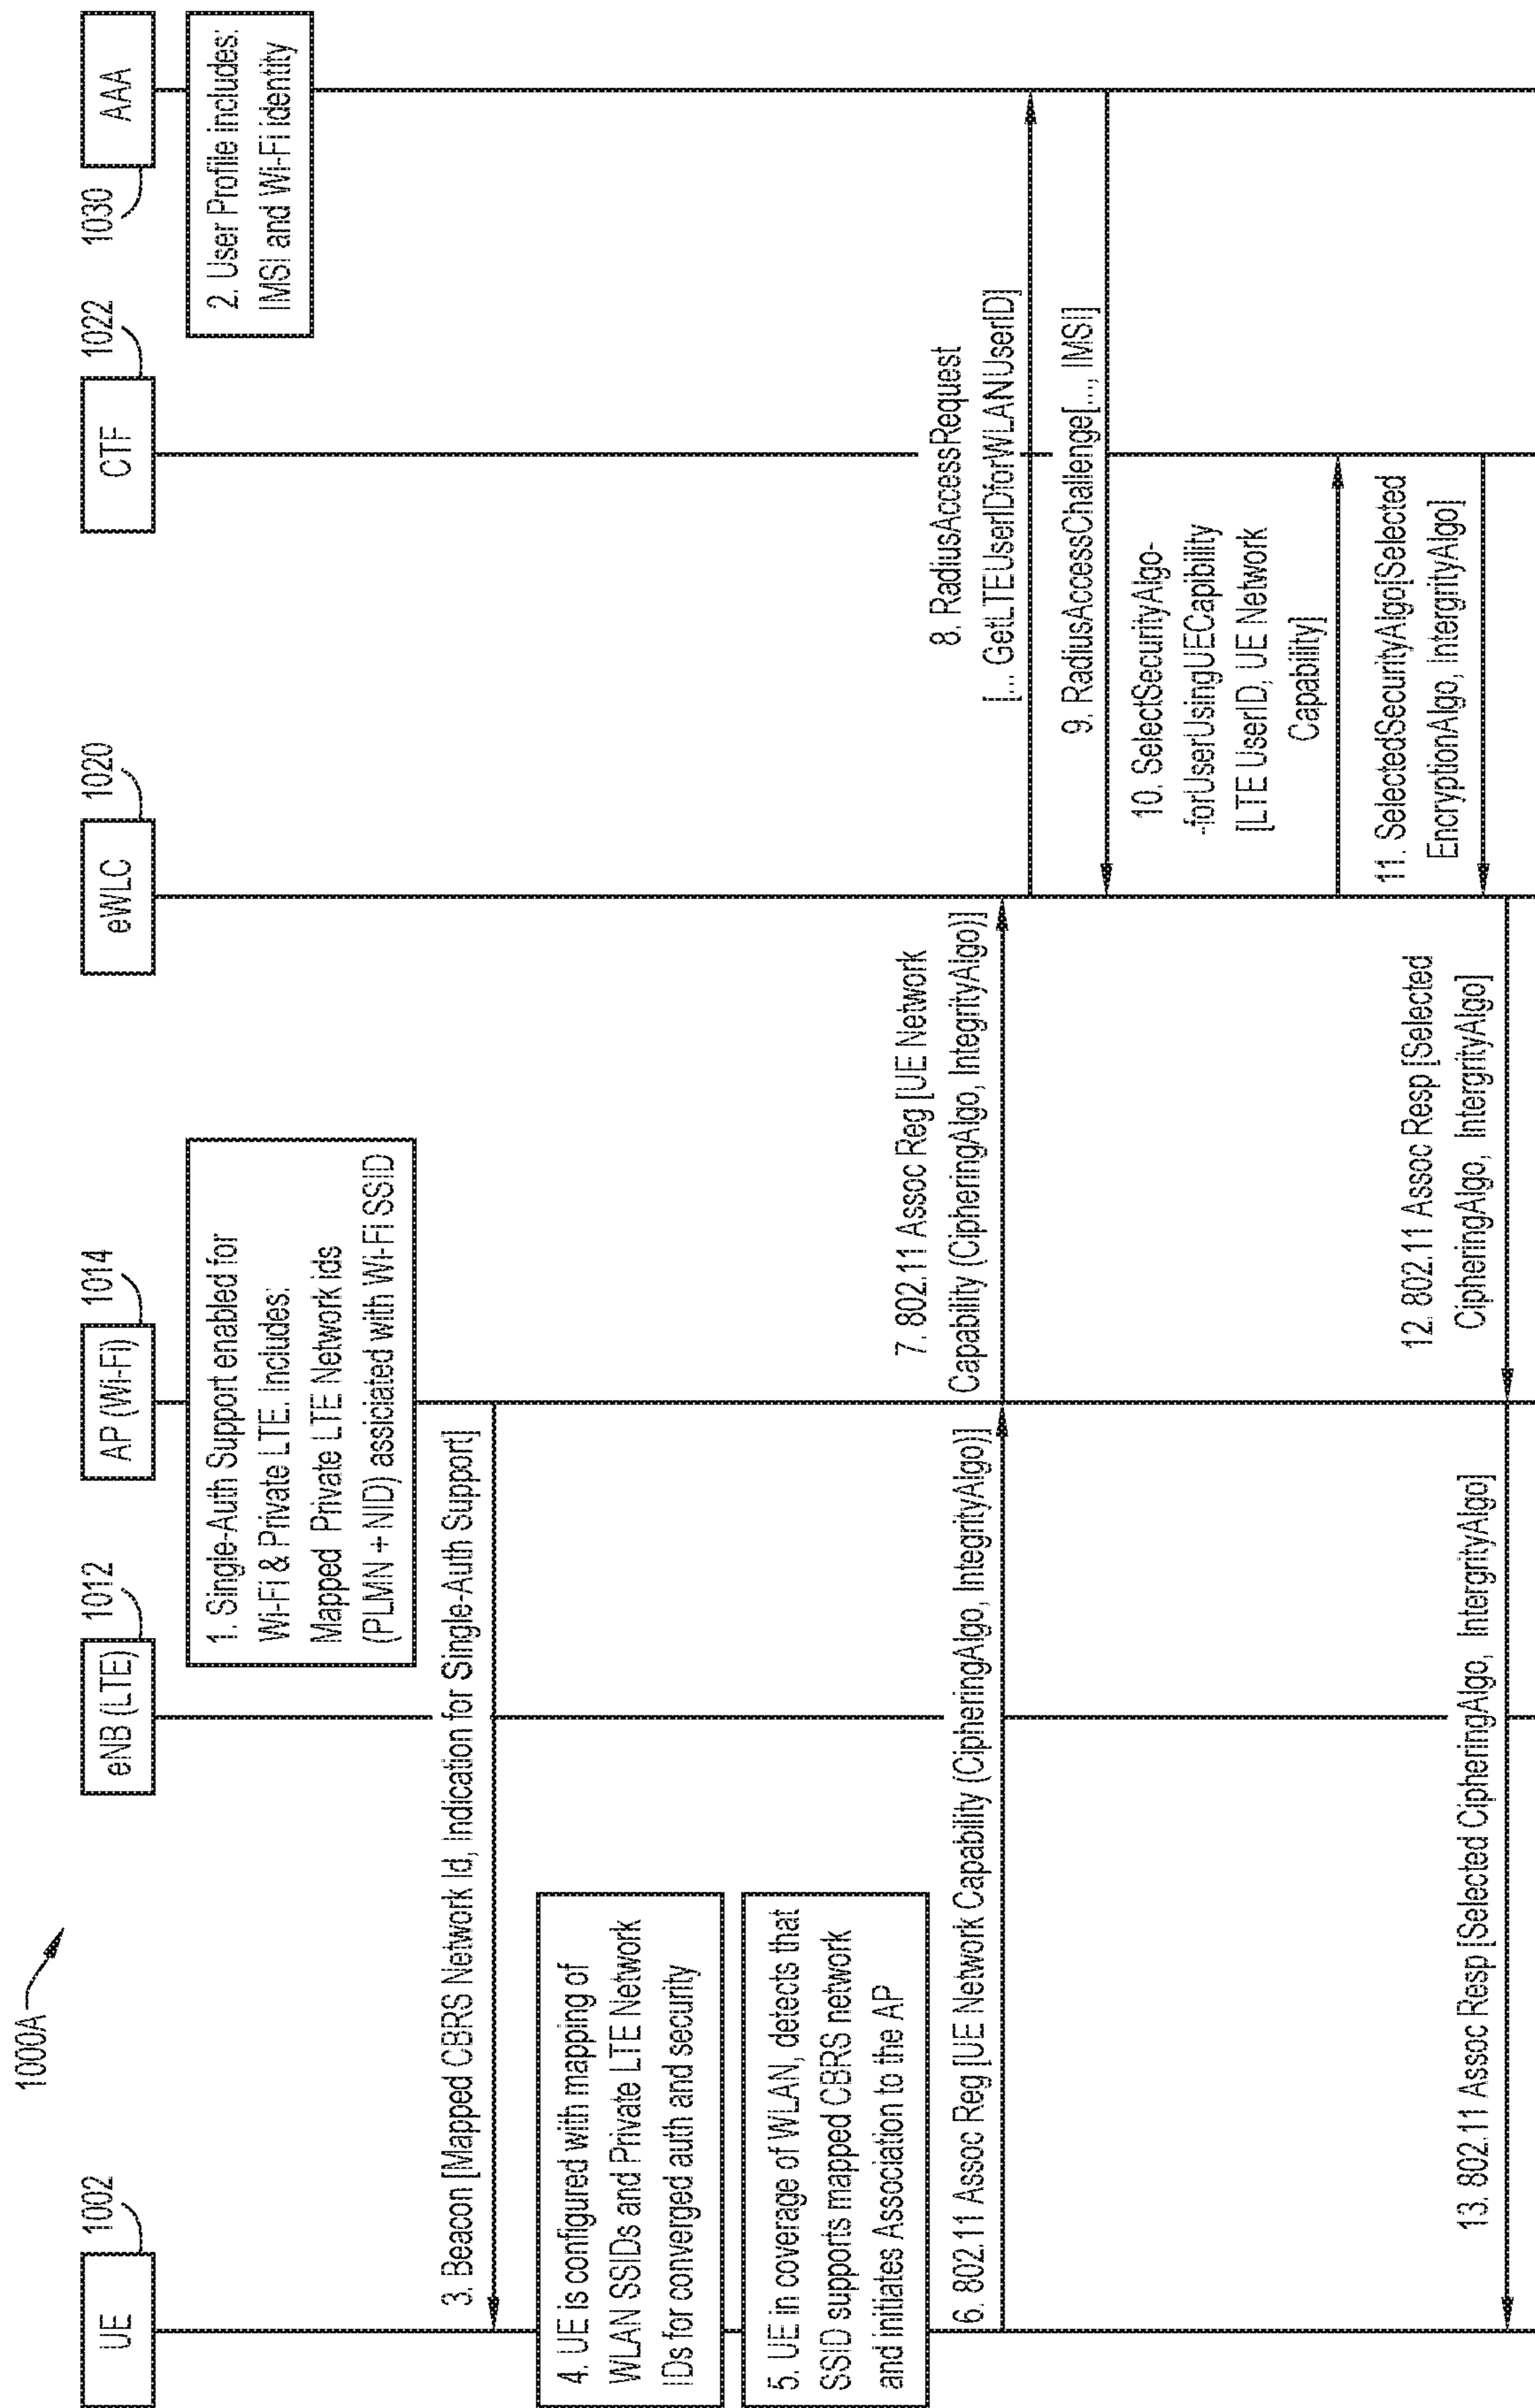 1000A
UE
1002
eNB (LTE)
1012
AP (Wi-Fi)
1014
eWLC
1020
CTF
1022
AAA
1030
1. Single-Auth Support enabled for
Wi-Fi & Private LTE. Includes:
Mapped Private LTE Network ids
(PLMN + NID) assiciated with Wi-Fi SSID
2. User Profile includes:
IMSI and Wi-Fi identity
3. Beacon [Mapped CBRS Network Id, Indication for Single-Auth Support]
4. UE is configured with mapping of
WLAN SSIDs and Private LTE Network
IDs for converged auth and security
5. UE in coverage of WLAN, detects that
SSID supports mapped CBRS network
and initiates Association to the AP
6. 802.11 Assoc Reg [UE Network Capability (CipheringAlgo, IntegrityAlgo)]
7. 802.11 Assoc Reg [UE Network
Capability (CipheringAlgo, IntegrityAlgo)]
8. RadiusAccessRequest
[... GetLTEUserIDforWLANUserID]
9. RadiusAccessChallenge[..., IMSI]
10. SelectSecurityAlgo-
-forUserUsingUECapibility
[LTE UserID, UE Network
Capability]
11. SelectedSecurityAlgo[Selected
EncryptionAlgo, IntergrityAlgo]
12. 802.11 Assoc Resp [Selected
CipheringAlgo, IntergrityAlgo]
13. 802.11 Assoc Resp [Selected CipheringAlgo, IntergrityAlgo]